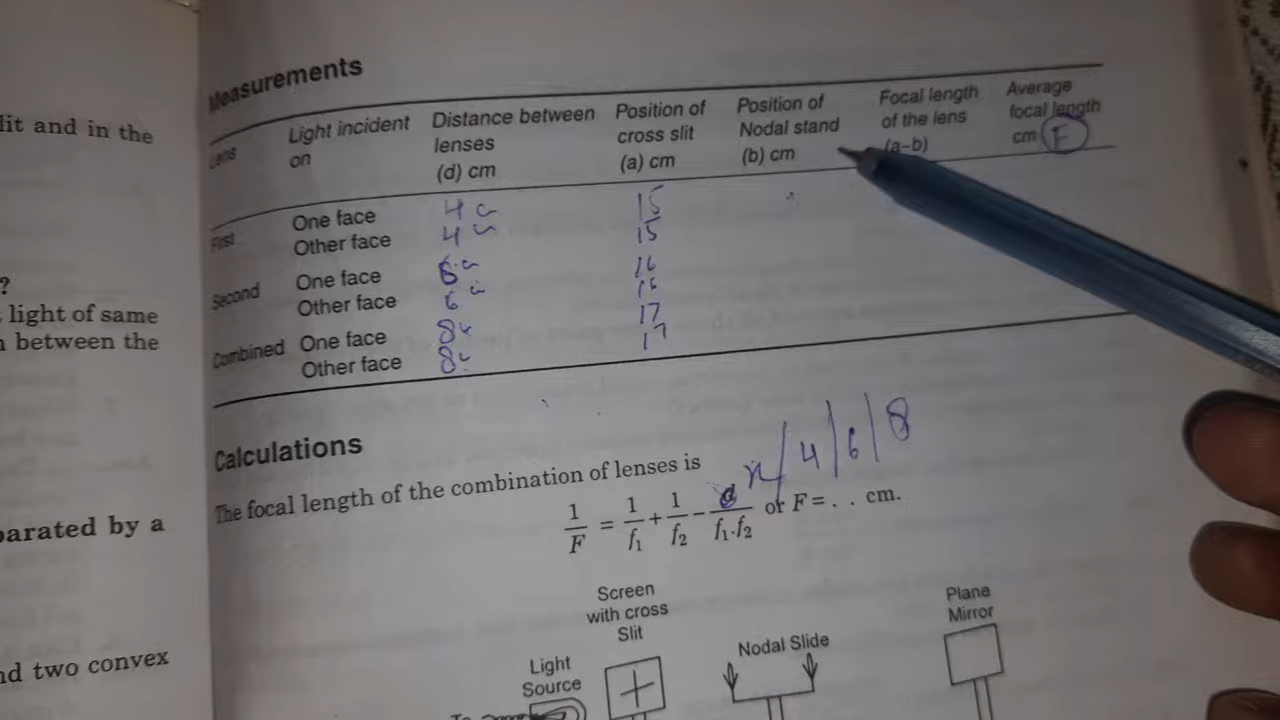 lit and in the
?
light of same
between the
parated by a
nd two convex
Measurements
Lens
Light incident on
Distance between lenses (d) cm
Position of cross slit (a) cm
Position of Nodal stand (b) cm
Focal length of the lens (a~b)
Average focal length cm F
First One face 4 c 15
Other face 4 15
Second One face 6 16
Other face 6 16
Combined One face 8 17
Other face 8 17
Calculations
The focal length of the combination of lenses is
x/4/6/8
1/F = 1/f₁ + 1/f₂ − d/f₁.f₂ or F = . . cm.
Screen with cross Slit
Light Source
Nodal Slide
Plane Mirror